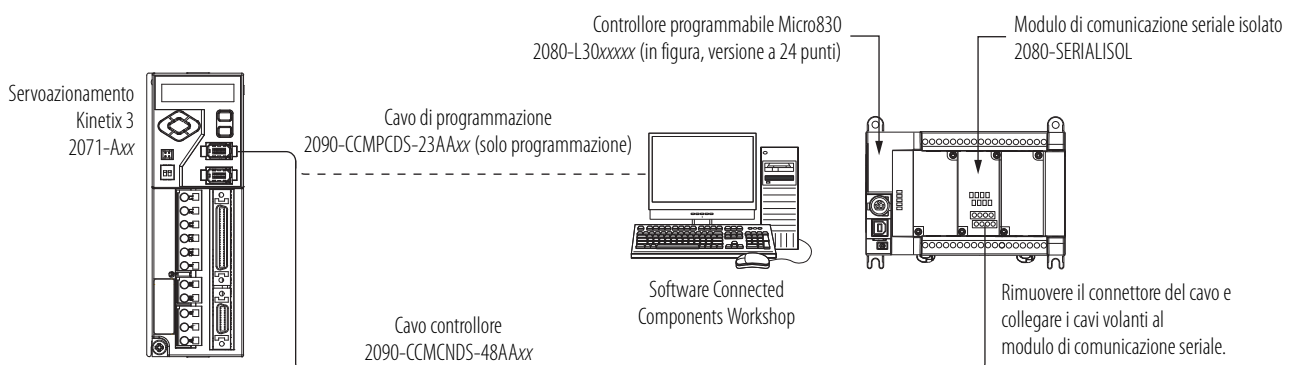 Servoazionamento
Kinetix 3
2071-Axx
Cavo di programmazione
2090-CCMPCDS-23AAxx (solo programmazione)
Controllore programmabile Micro830
2080-L30xxxxx (in figura, versione a 24 punti)
Modulo di comunicazione seriale isolato
2080-SERIALISOL
Software Connected
Components Workshop
Cavo controllore
2090-CCMCNDS-48AAxx
Rimuovere il connettore del cavo e
collegare i cavi volanti al
modulo di comunicazione seriale.